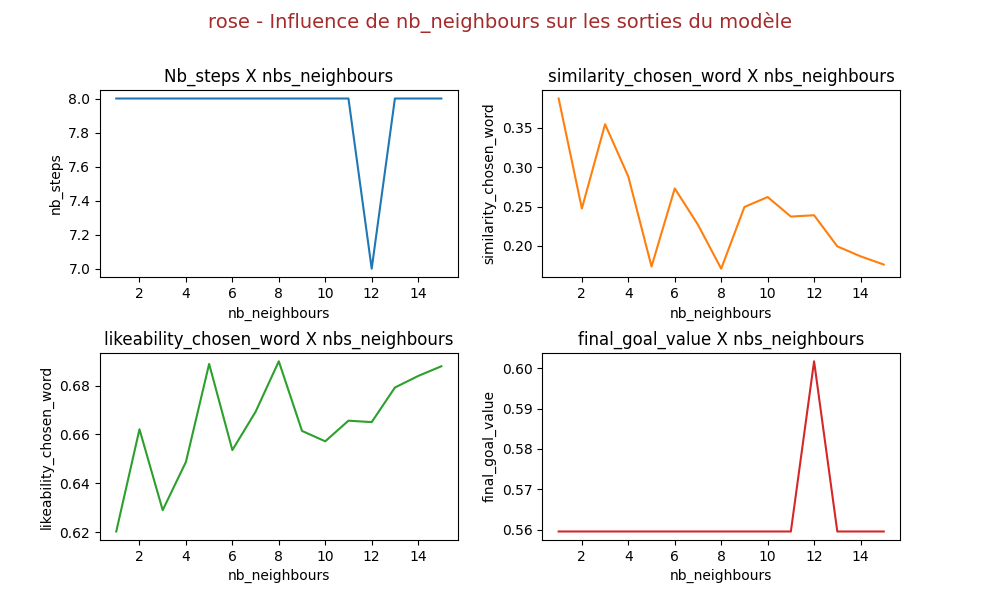 rose - Influence de nb_neighbours sur les sorties du modèle
Nb_steps X nbs_neighbours
8.0
7.8
7.6
7.4
7.2
7.0
nb_steps
2 4 6 8 10 12 14
nb_neighbours
similarity_chosen_word X nbs_neighbours
0.35
0.30
0.25
0.20
similarity_chosen_word
2 4 6 8 10 12 14
nb_neighbours
likeability_chosen_word X nbs_neighbours
0.68
0.66
0.64
0.62
likeability_chosen_word
2 4 6 8 10 12 14
nb_neighbours
final_goal_value X nbs_neighbours
0.60
0.59
0.58
0.57
0.56
final_goal_value
2 4 6 8 10 12 14
nb_neighbours